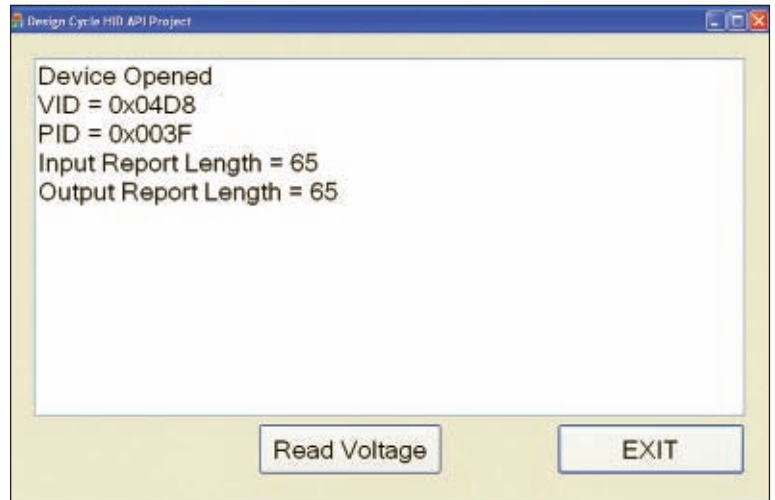 Design Cycle HID API Project
Device Opened
VID = 0x04D8
PID = 0x003F
Input Report Length = 65
Output Report Length = 65
Read Voltage
EXIT